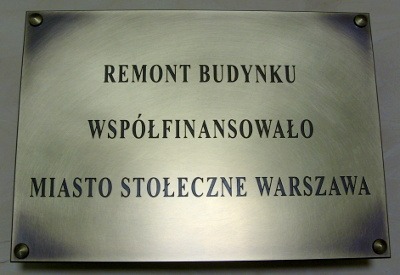 REMONT BUDYNKU
WSPÓŁFINANSOWAŁO
MIASTO STOŁECZNE WARSZAWA